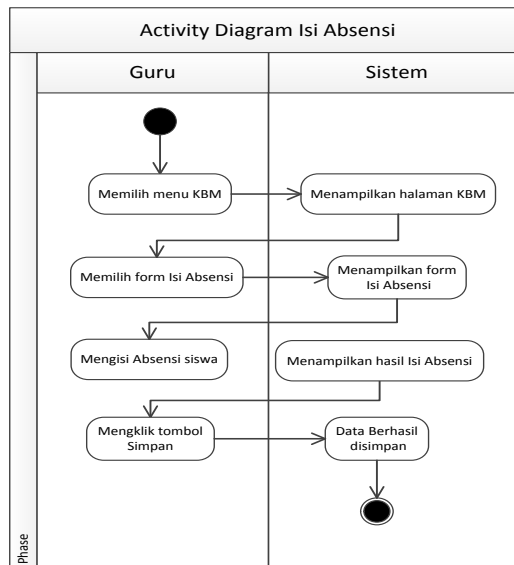 Activity Diagram Isi Absensi
Guru
Sistem
Memilih menu KBM
Menampilkan halaman KBM
Memilih form Isi Absensi
Menampilkan form
Isi Absensi
Mengisi Absensi siswa
Menampilkan hasil Isi Absensi
Mengklik tombol
Simpan
Data Berhasil
disimpan
Phase